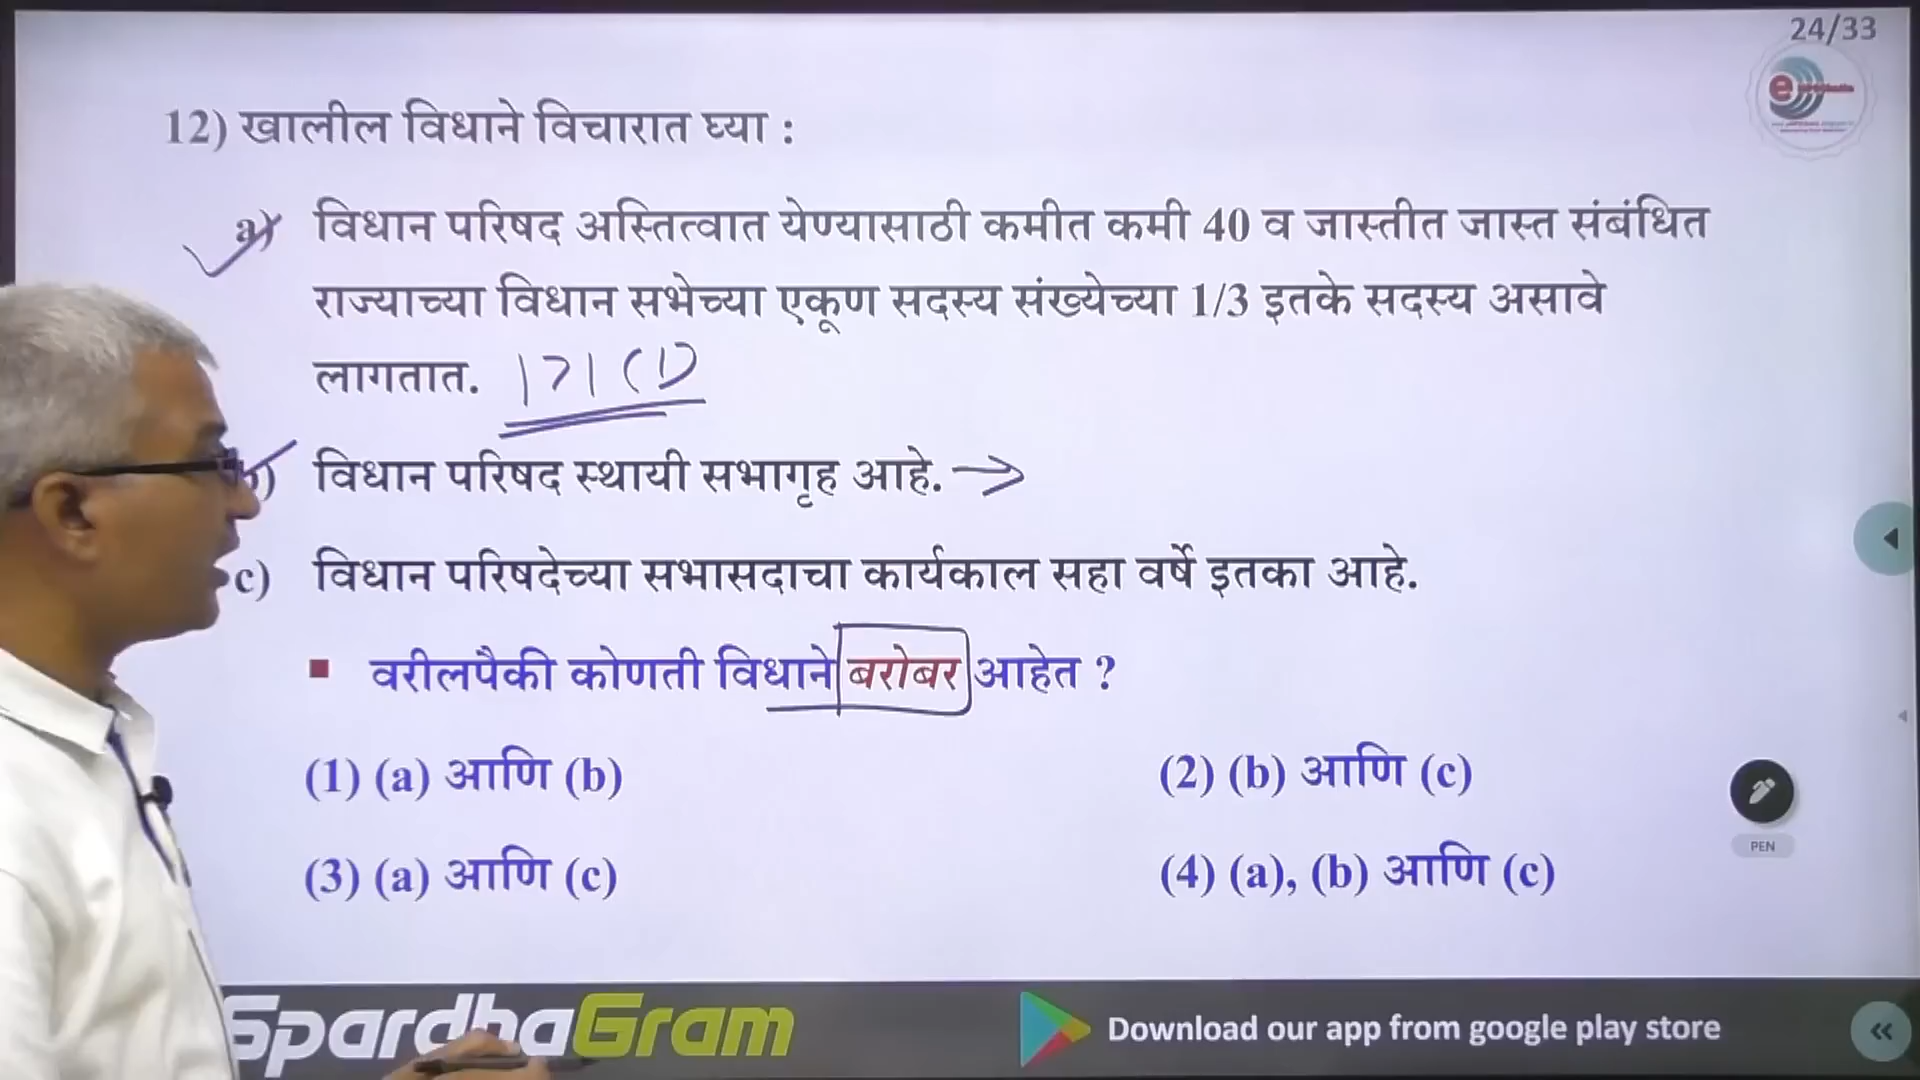 24/33
12) खालील विधाने विचारात घ्या :
a) विधान परिषद अस्तित्वात येण्यासाठी कमीत कमी 40 व जास्तीत जास्त संबंधित
राज्याच्या विधान सभेच्या एकूण सदस्य संख्येच्या 1/3 इतके सदस्य असावे
लागतात. 171 (1)
विधान परिषद स्थायी सभागृह आहे. →
c) विधान परिषदेच्या सभासदाचा कार्यकाल सहा वर्षे इतका आहे.
▪ वरीलपैकी कोणती विधाने बरोबर आहेत ?
(1) (a) आणि (b)
(2) (b) आणि (c)
(3) (a) आणि (c)
(4) (a), (b) आणि (c)
PEN
SpardhaGram
Download our app from google play store